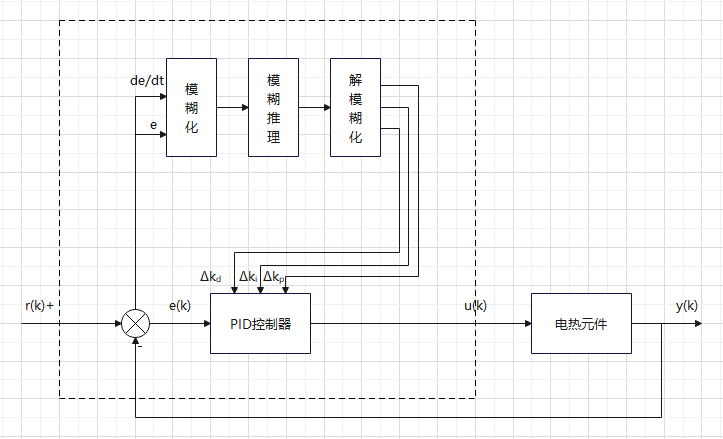 de/dt
e
模糊化
模糊推理
解模糊化
Δkd
Δki
Δkp
r(k)+
e(k)
PID控制器
u(k)
电热元件
y(k)
-